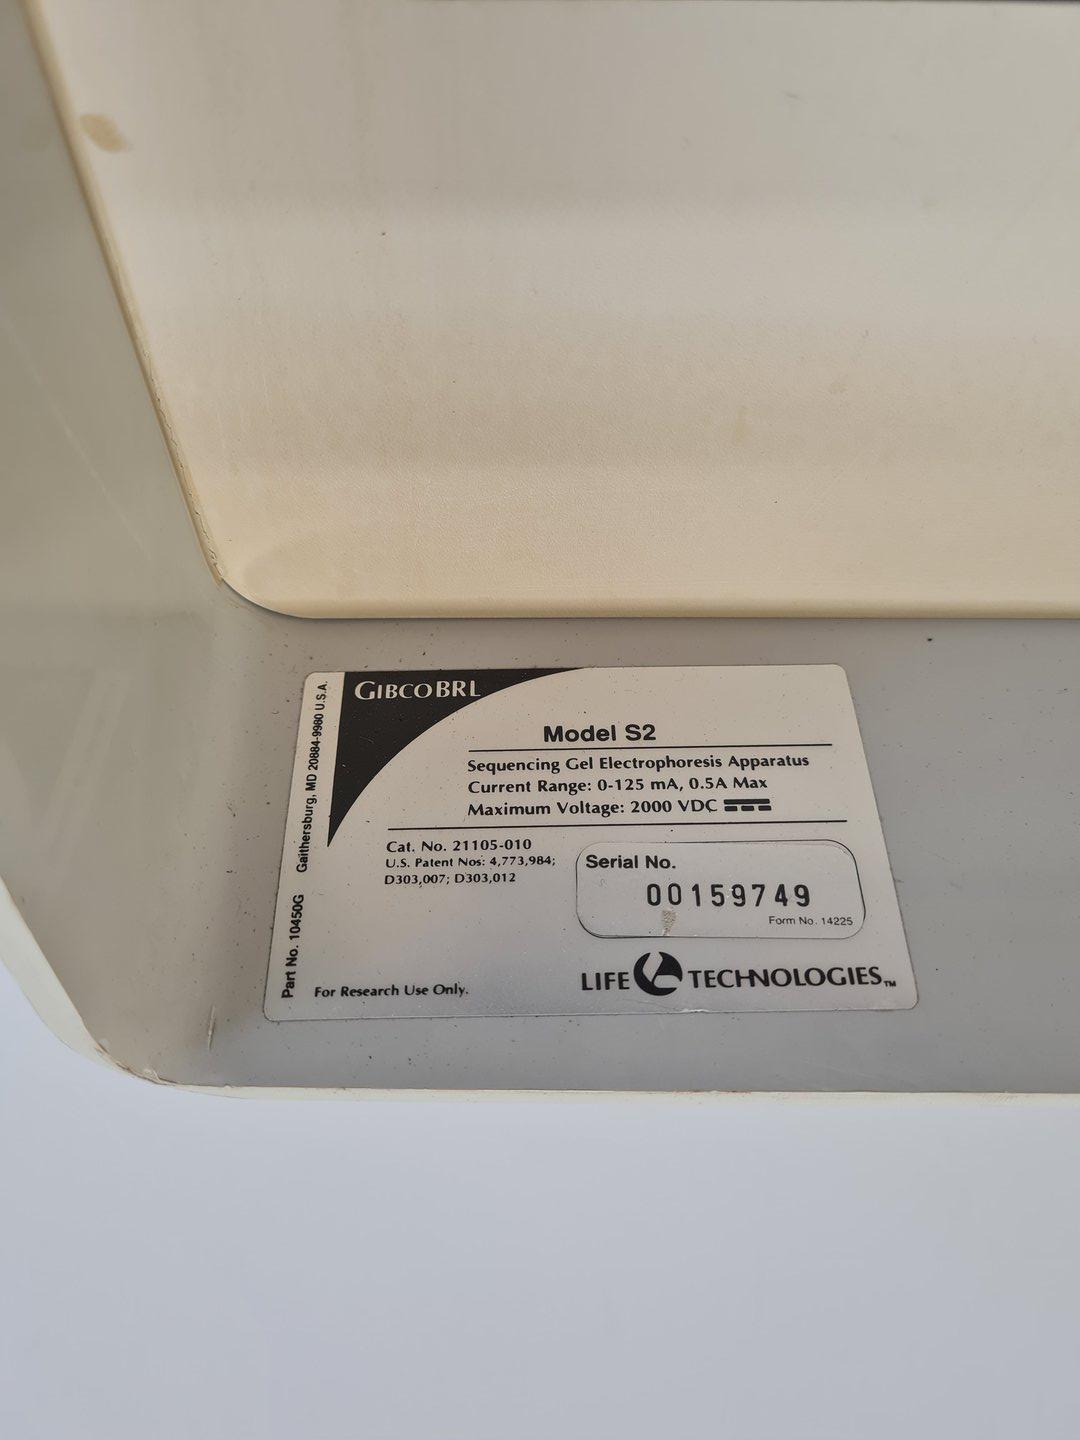 GIBCOBRL
Model S2
Sequencing Gel Electrophoresis Apparatus
Current Range: 0-125 mA, 0.5A Max
Maximum Voltage: 2000 VDC
Cat. No. 21105-010
U.S. Patent Nos: 4,773,984;
D303,007; D303,012
Serial No.
00159749
Form No. 14225
For Research Use Only.
LIFE TECHNOLOGIES™
Part No. 10450G Gaithersburg, MD 20884-9980 U.S.A.